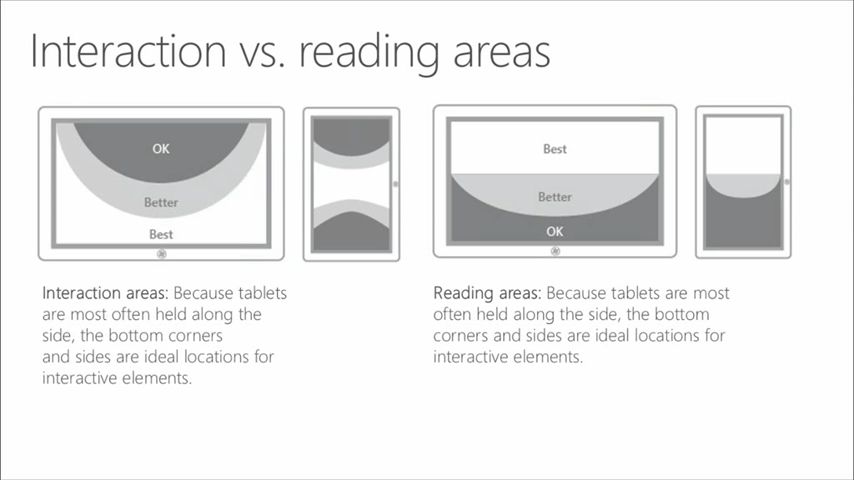 Interaction vs. reading areas
OK
Better
Best
Best
Better
OK
Interaction areas: Because tablets
are most often held along the
side, the bottom corners
and sides are ideal locations for
interactive elements.
Reading areas: Because tablets are most
often held along the side, the bottom
corners and sides are ideal locations for
interactive elements.